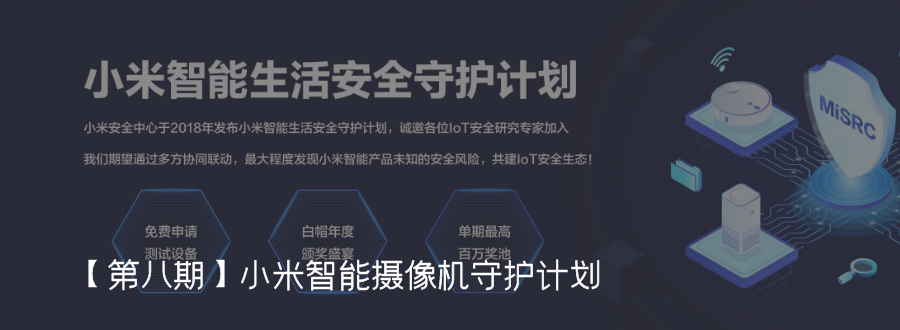 小米智能生活安全守护计划
小米安全中心于2018年发布小米智能生活安全守护计划，诚邀各位IoT安全研究专家加入
我们期望通过多方协同联动，最大程度发现小米智能产品未知的安全风险，共建IoT安全生态！
MiSRC
免费申请
测试设备
白帽年度
颁奖盛宴
单期最高
百万奖池
【第八期】小米智能摄像机守护计划